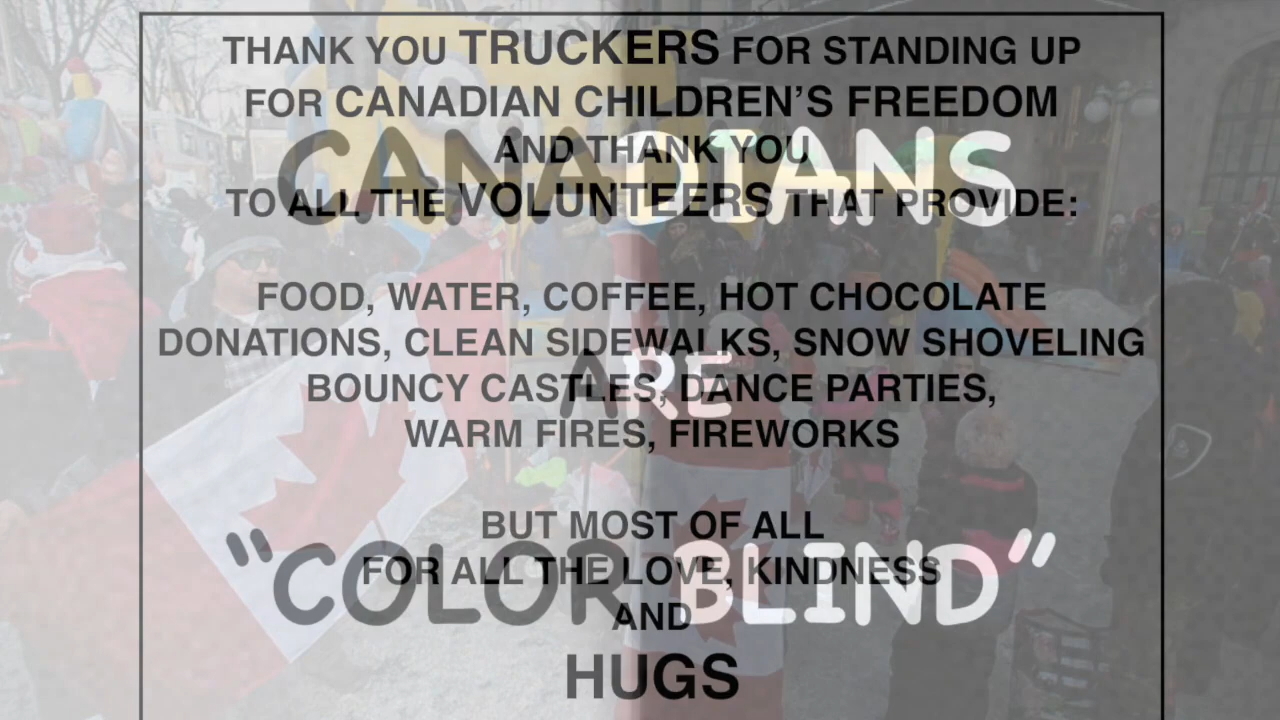 THANK YOU TRUCKERS FOR STANDING UP
FOR CANADIAN CHILDREN'S FREEDOM
AND THANK YOU
TO ALL THE VOLUNTEERS THAT PROVIDE:
FOOD, WATER, COFFEE, HOT CHOCOLATE
DONATIONS, CLEAN SIDEWALKS, SNOW SHOVELING
BOUNCY CASTLES, DANCE PARTIES,
WARM FIRES, FIREWORKS
BUT MOST OF ALL
FOR ALL THE LOVE, KINDNESS
AND
HUGS
CANADIANS
ARE
"COLOR BLIND"